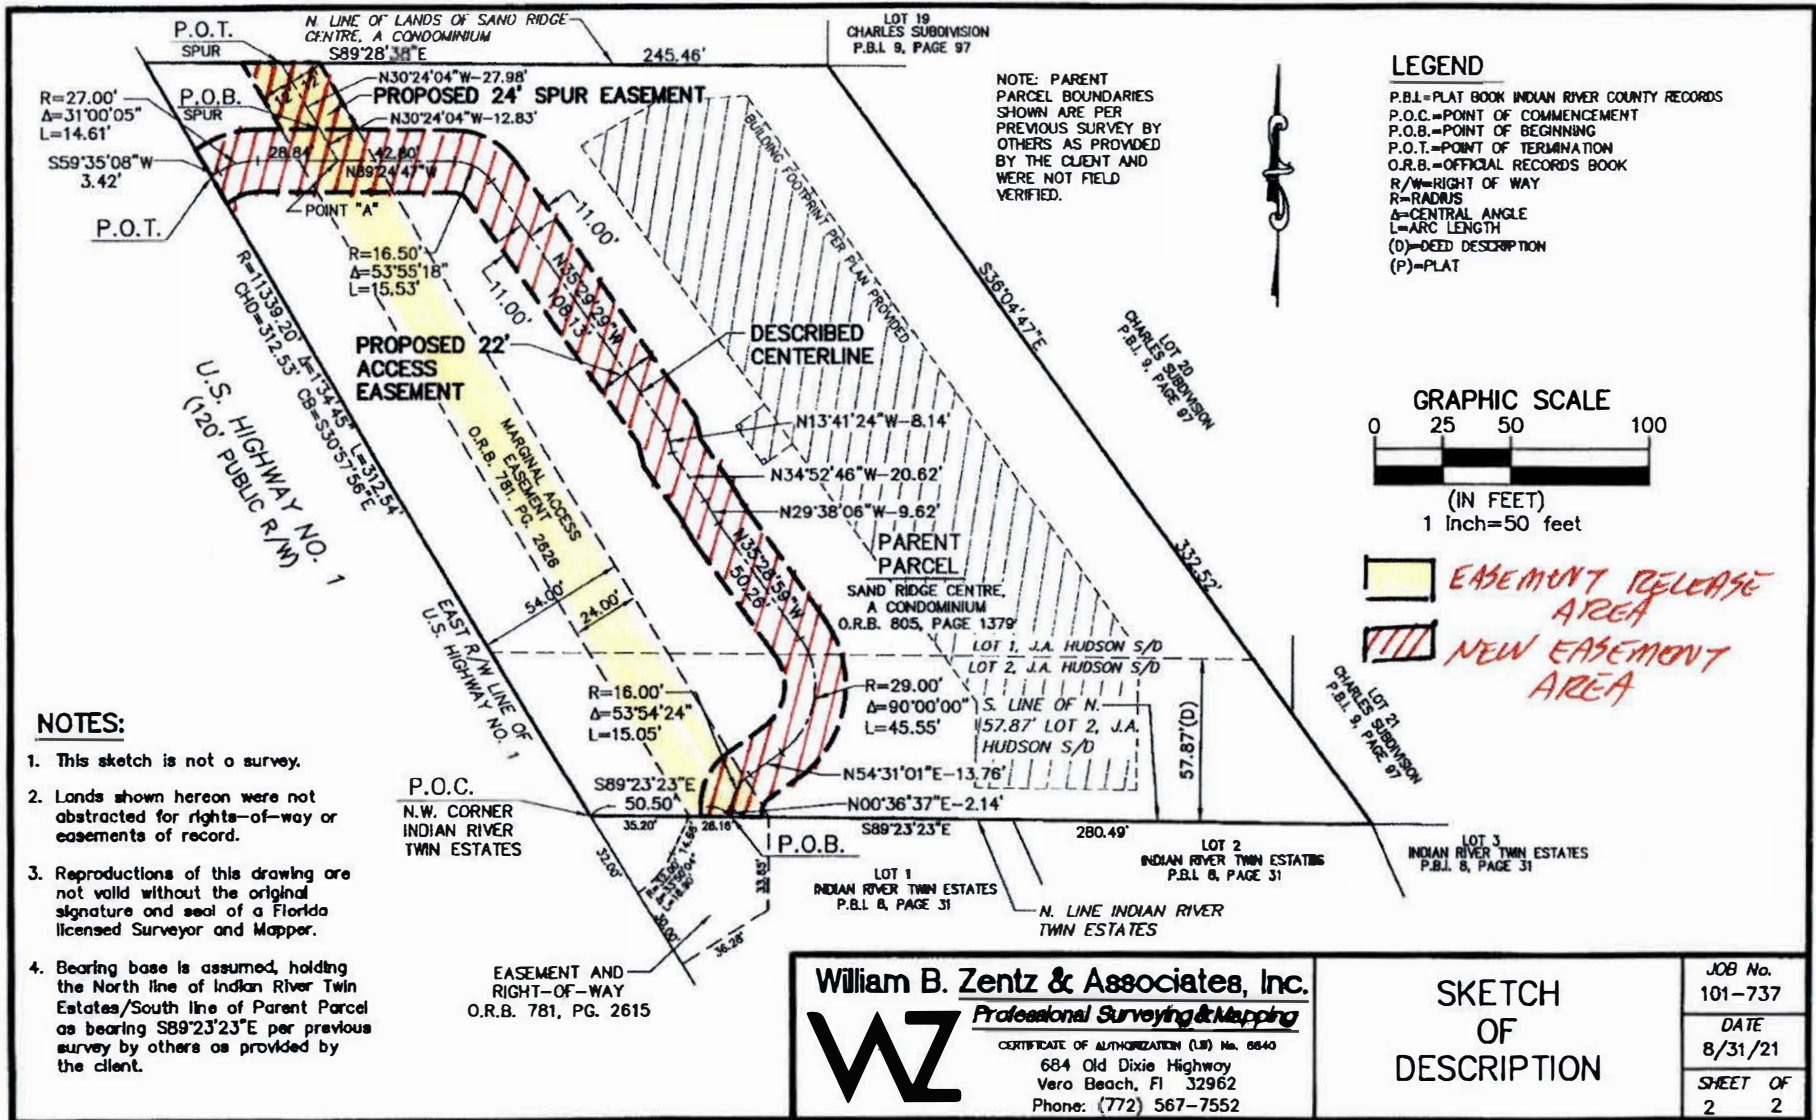 P.O.T.
SPUR
N. LINE OF LANDS OF SAND RIDGE
CENTRE, A CONDOMINIUM
S89°28'38"E
245.46'
LOT 19
CHARLES SUBDIVISION
P.B.I. 9, PAGE 97
R=27.00'
Δ=31°00'05"
L=14.61'
P.O.B.
SPUR
N30°24'04"W-27.98'
PROPOSED 24' SPUR EASEMENT
N30°24'04"W-12.83'
S59°35'08"W
3.42'
28.84'
42.80'
N89°24'47"W
POINT "A"
P.O.T.
R=16.50'
Δ=53°55'18"
L=15.53'
11.00'
11.00'
N35°29'29"W
108.13'
BUILDING FOOTPRINT PER PLAN PROVIDED
NOTE: PARENT
PARCEL BOUNDARIES
SHOWN ARE PER
PREVIOUS SURVEY BY
OTHERS AS PROVIDED
BY THE CLIENT AND
WERE NOT FIELD
VERIFIED.
LEGEND
P.B.I.=PLAT BOOK INDIAN RIVER COUNTY RECORDS
P.O.C.=POINT OF COMMENCEMENT
P.O.B.=POINT OF BEGINNING
P.O.T.=POINT OF TERMINATION
O.R.B.=OFFICIAL RECORDS BOOK
R/W=RIGHT OF WAY
R=RADIUS
Δ=CENTRAL ANGLE
L=ARC LENGTH
(D)=DEED DESCRIPTION
(P)=PLAT
R=11339.20' Δ=1°34'45" L=312.54'
CHD=312.53' CB=S30°57'56"E
U.S. HIGHWAY NO. 1
(120' PUBLIC R/W)
PROPOSED 22'
ACCESS
EASEMENT
DESCRIBED
CENTERLINE
S36°04'47"E
332.52'
LOT 20
CHARLES SUBDIVISION
P.B.I. 9, PAGE 97
GRAPHIC SCALE
0 25 50 100
(IN FEET)
1 inch=50 feet
EASEMENT RELEASE
AREA
NEW EASEMENT
AREA
MARGINAL ACCESS
EASEMENT
O.R.B. 781, PG. 2626
N13°41'24"W-8.14'
N34°52'46"W-20.62'
N29°38'06"W-9.62'
N35°28'59"W
50.26'
PARENT
PARCEL
SAND RIDGE CENTRE,
A CONDOMINIUM
O.R.B. 805, PAGE 1379
54.00'
24.00'
EAST R/W LINE OF
U.S. HIGHWAY NO. 1
LOT 1, J.A. HUDSON S/D
LOT 2, J.A. HUDSON S/D
R=16.00'
Δ=53°54'24"
L=15.05'
R=29.00'
Δ=90°00'00"
L=45.55'
S. LINE OF N.
57.87' LOT 2, J.A.
HUDSON S/D
57.87'(D)
LOT 21
CHARLES SUBDIVISION
P.B.I. 9, PAGE 97
N54°31'01"E-13.76'
N00°36'37"E-2.14'
P.O.C.
N.W. CORNER
INDIAN RIVER
TWIN ESTATES
S89°23'23"E
50.50'
35.20'
28.16'
S89°23'23"E
280.49'
P.O.B.
32.00'
30.00'
33.65'
36.28'
LOT 1
INDIAN RIVER TWIN ESTATES
P.B.I. 8, PAGE 31
LOT 2
INDIAN RIVER TWIN ESTATES
P.B.I. 8, PAGE 31
LOT 3
INDIAN RIVER TWIN ESTATES
P.B.I. 8, PAGE 31
N. LINE INDIAN RIVER
TWIN ESTATES
EASEMENT AND
RIGHT-OF-WAY
O.R.B. 781, PG. 2615
NOTES:
1. This sketch is not a survey.
2. Lands shown hereon were not
abstracted for rights-of-way or
easements of record.
3. Reproductions of this drawing are
not valid without the original
signature and seal of a Florida
licensed Surveyor and Mapper.
4. Bearing base is assumed, holding
the North line of Indian River Twin
Estates/South line of Parent Parcel
as bearing S89°23'23"E per previous
survey by others as provided by
the client.
William B. Zentz & Associates, Inc.
Professional Surveying & Mapping
WZ
CERTIFICATE OF AUTHORIZATION (LB) No. 6840
684 Old Dixie Highway
Vero Beach, Fl 32962
Phone: (772) 567-7552
SKETCH
OF
DESCRIPTION
JOB No.
101-737
DATE
8/31/21
SHEET OF
2 2